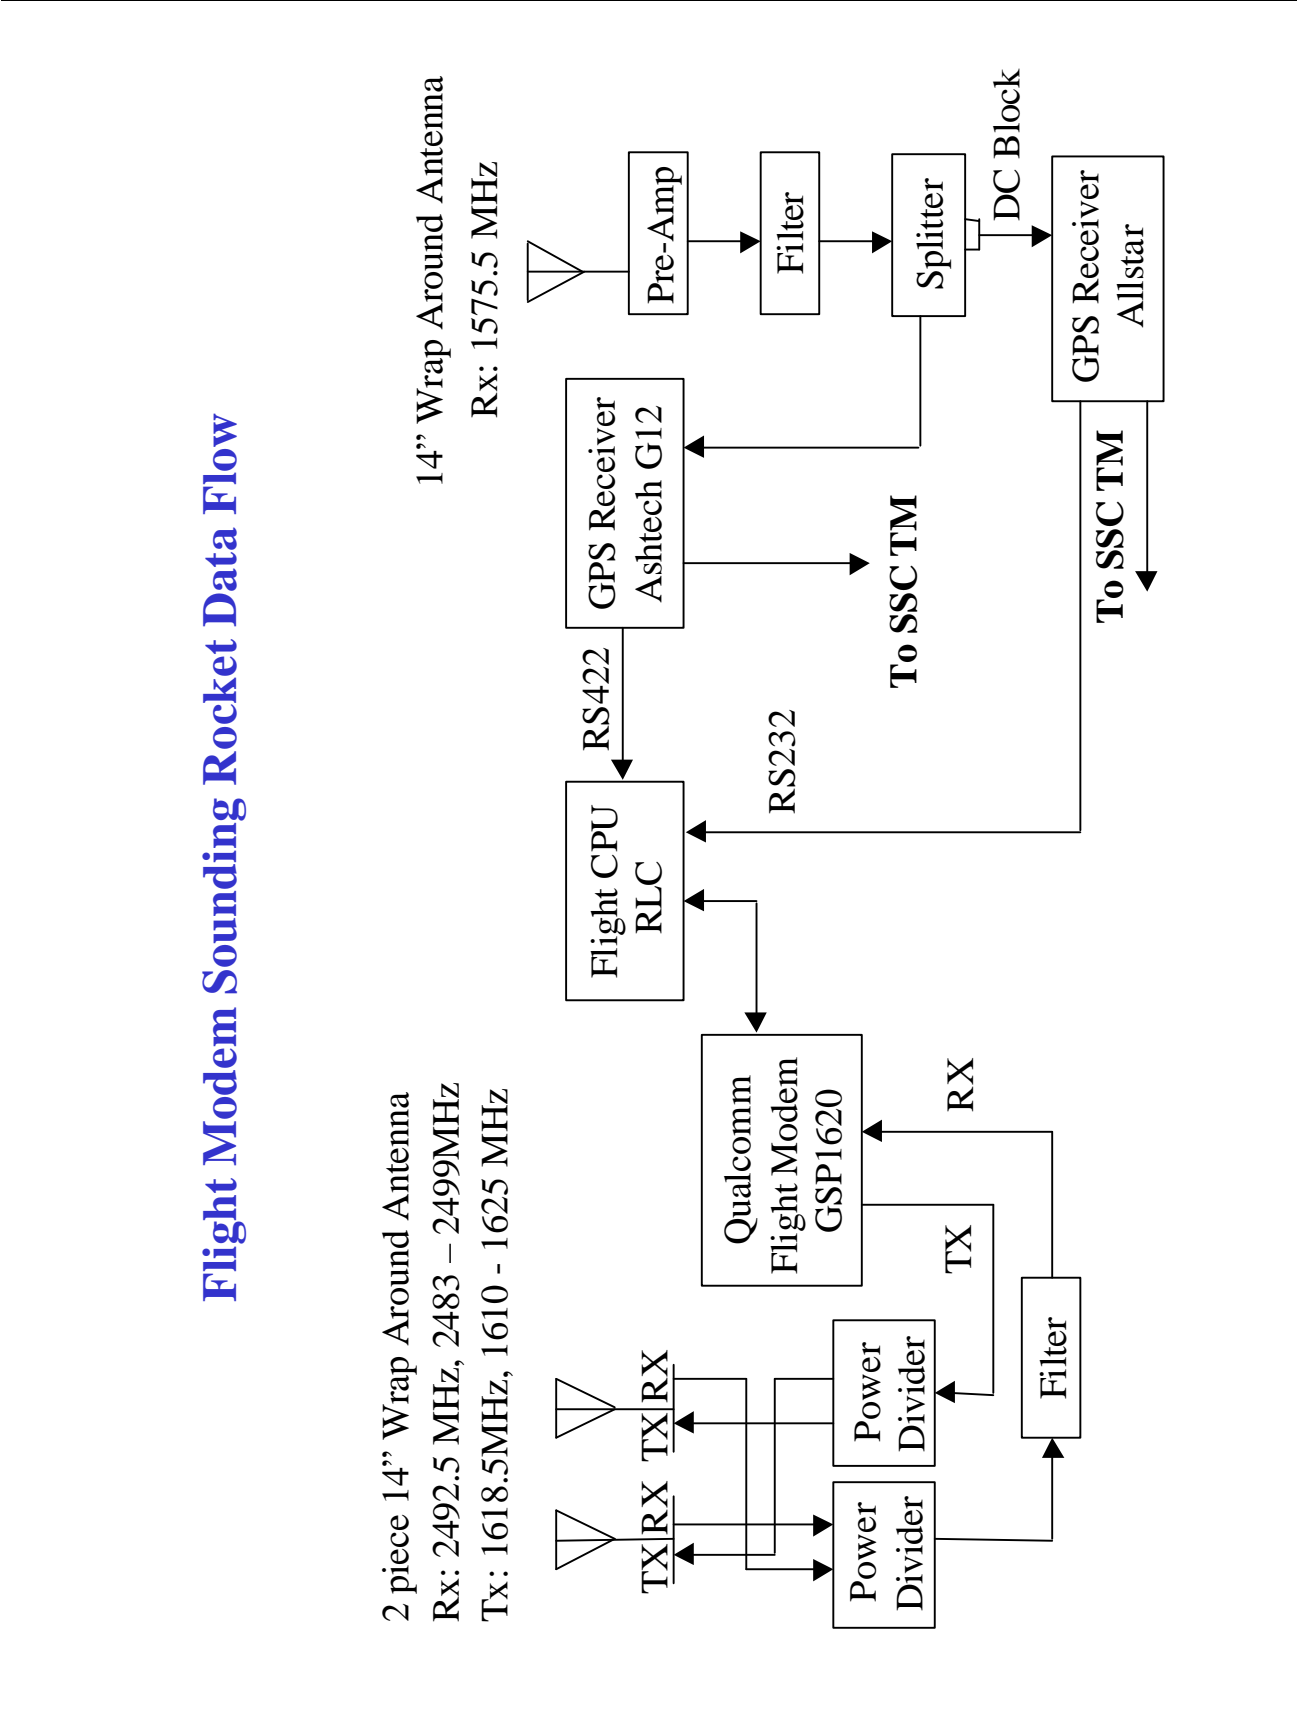 Flight Modem Sounding Rocket Data Flow
2 piece 14” Wrap Around Antenna
Rx: 2492.5 MHz, 2483 – 2499MHz
Tx: 1618.5MHz, 1610 - 1625 MHz
14” Wrap Around Antenna
Rx: 1575.5 MHz
TX RX
TX RX
Power
Divider
Power
Divider
Filter
TX
RX
Qualcomm
Flight Modem
GSP1620
Flight CPU
RLC
RS422
RS232
GPS Receiver
Ashtech G12
To SSC TM
Pre-Amp
Filter
Splitter
DC Block
GPS Receiver
Allstar
To SSC TM